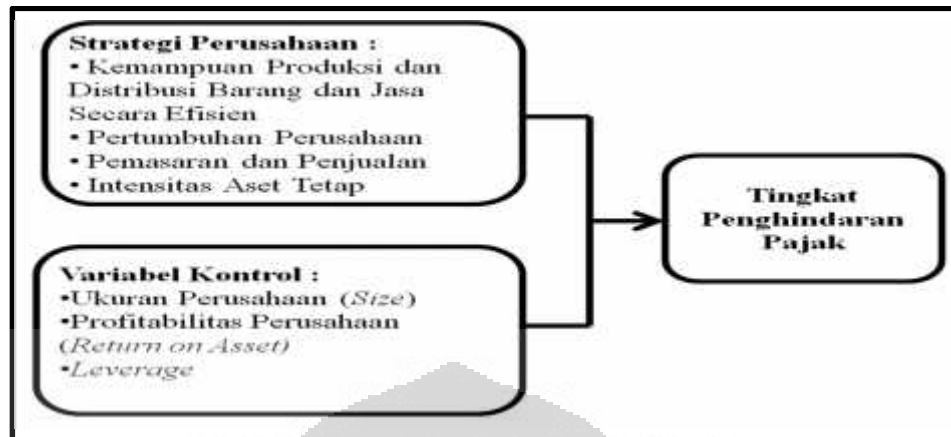 Strategi Perusahaan :
• Kemampuan Produksi dan
Distribusi Barang dan Jasa
Secara Efisien
• Pertumbuhan Perusahaan
• Pemasaran dan Penjualan
• Intensitas Aset Tetap
Variabel Kontrol :
•Ukuran Perusahaan (Size)
•Profitabilitas Perusahaan
(Return on Asset)
•Leverage
Tingkat
Penghindaran
Pajak